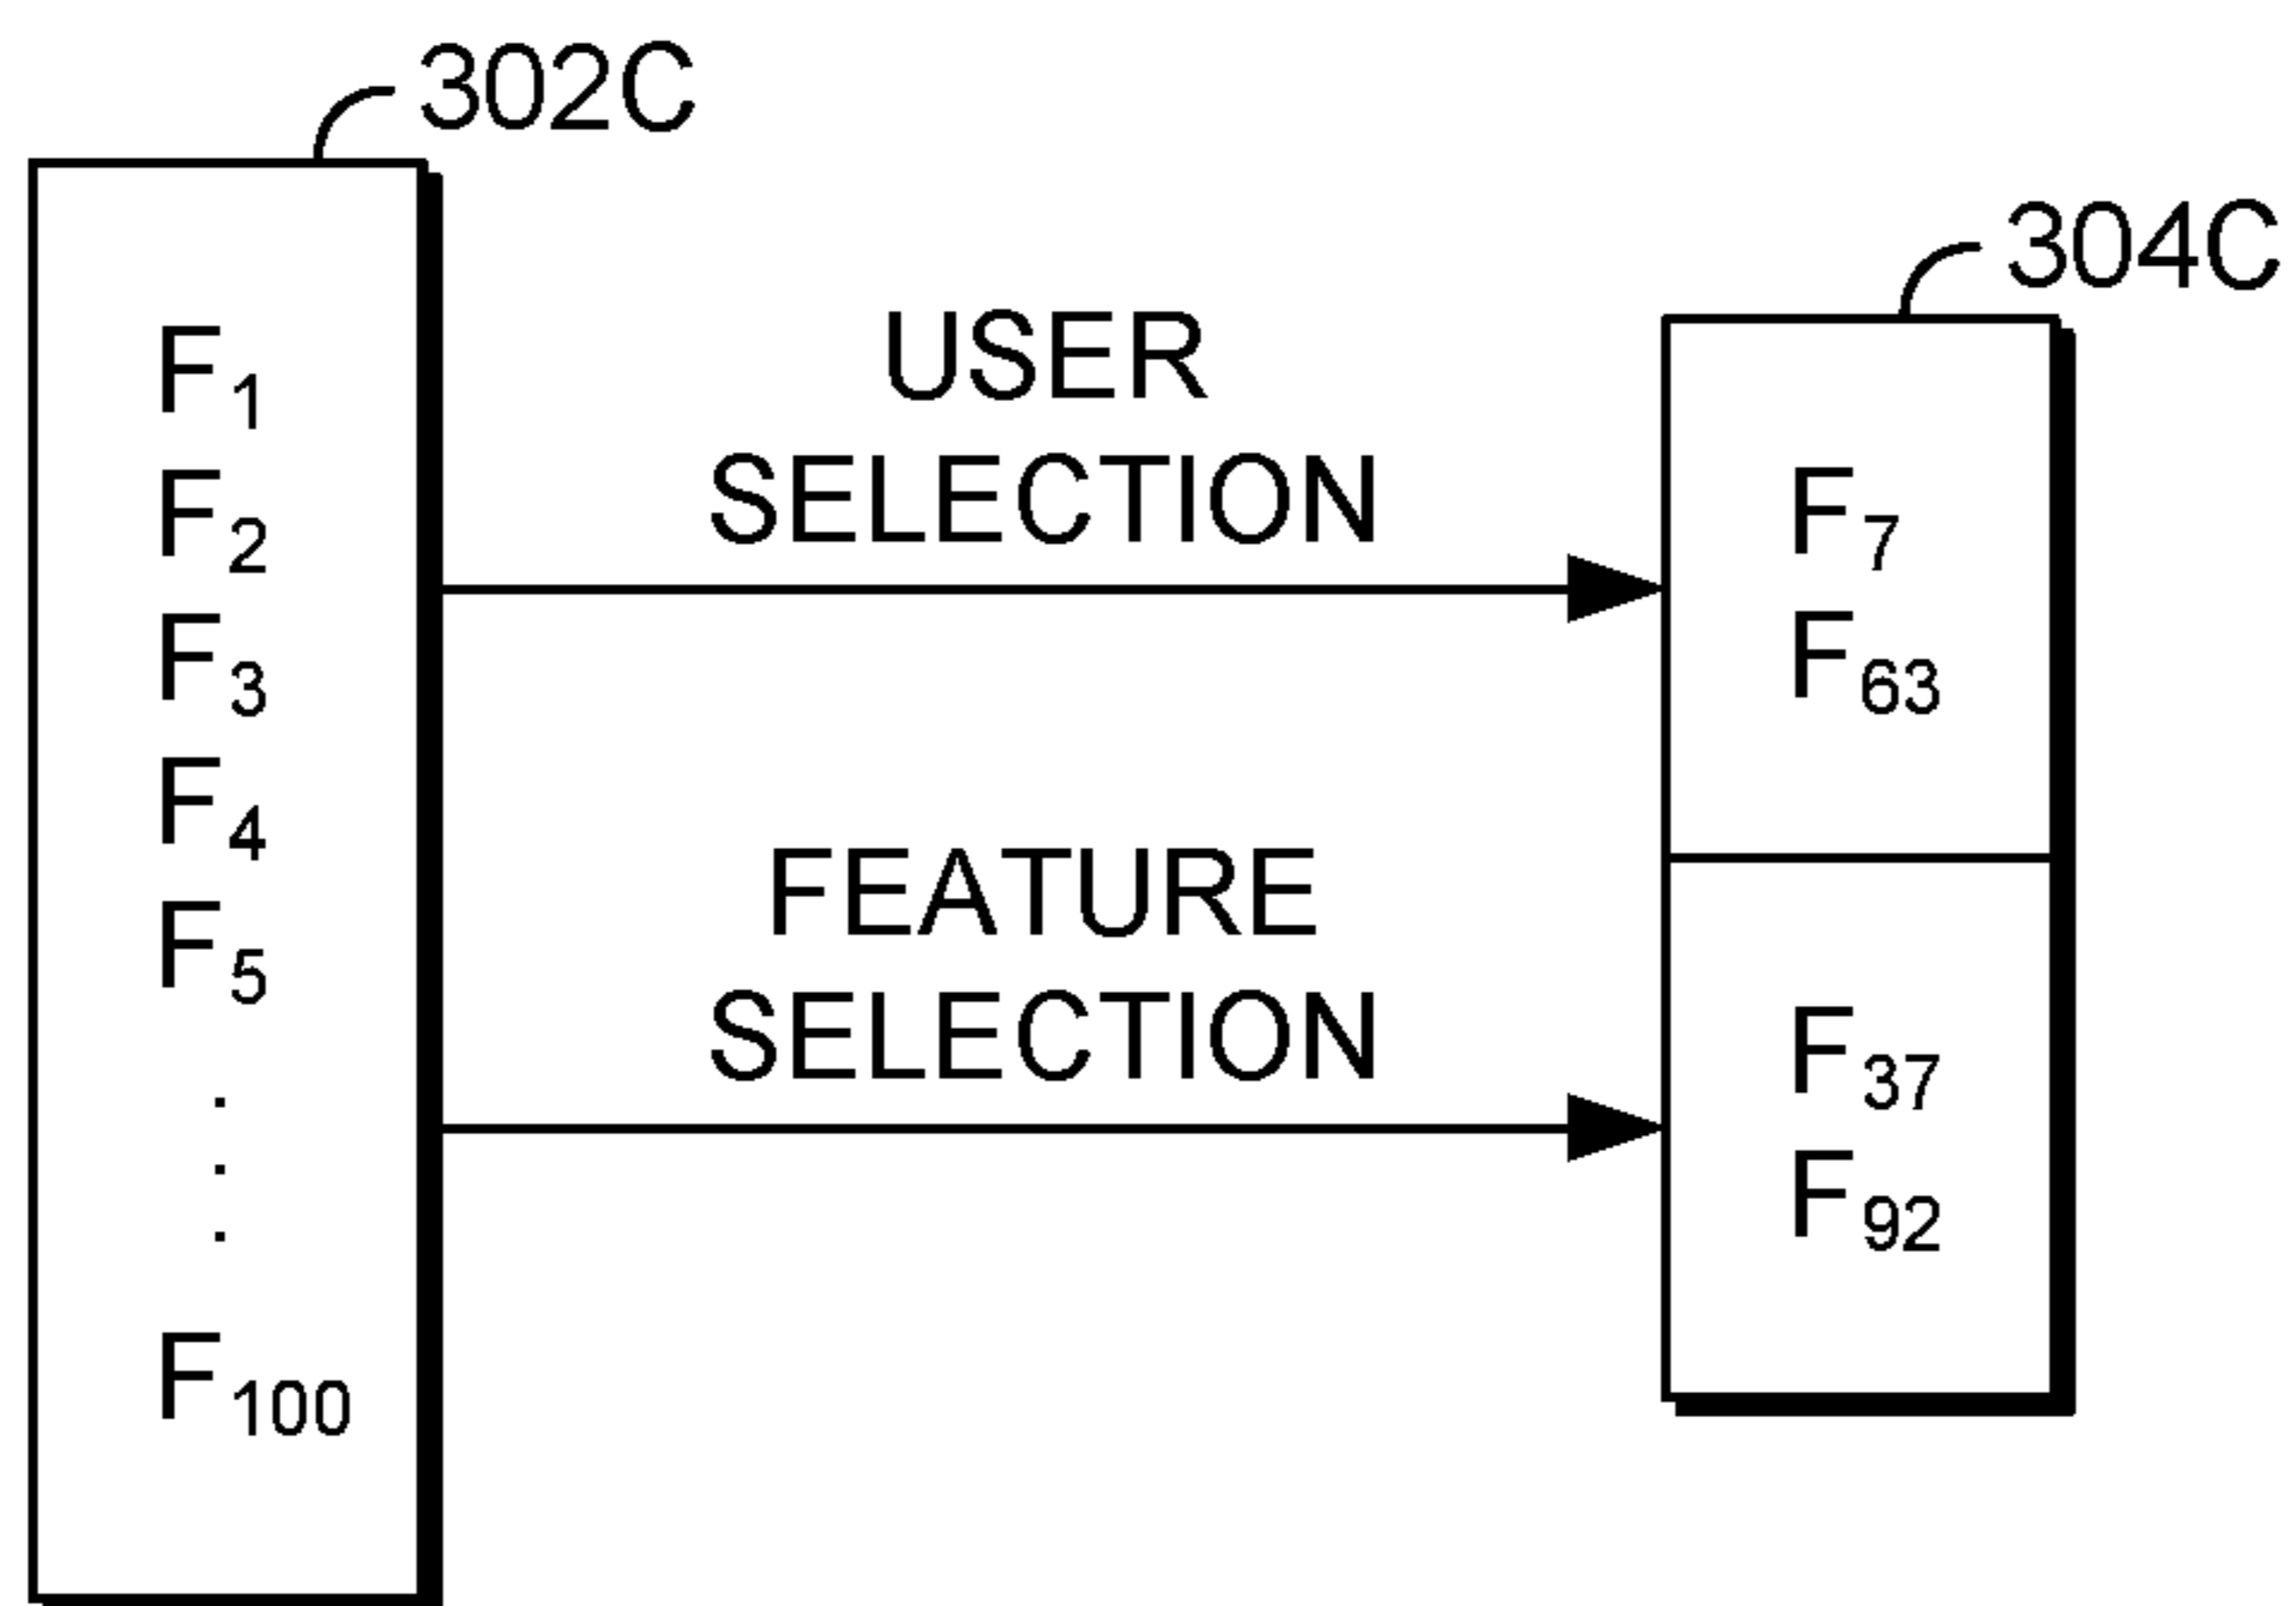 302C
304C
F1
F2
F3
F4
F5
.
.
.
F100
USER
SELECTION
FEATURE
SELECTION
F7
F63
F37
F92